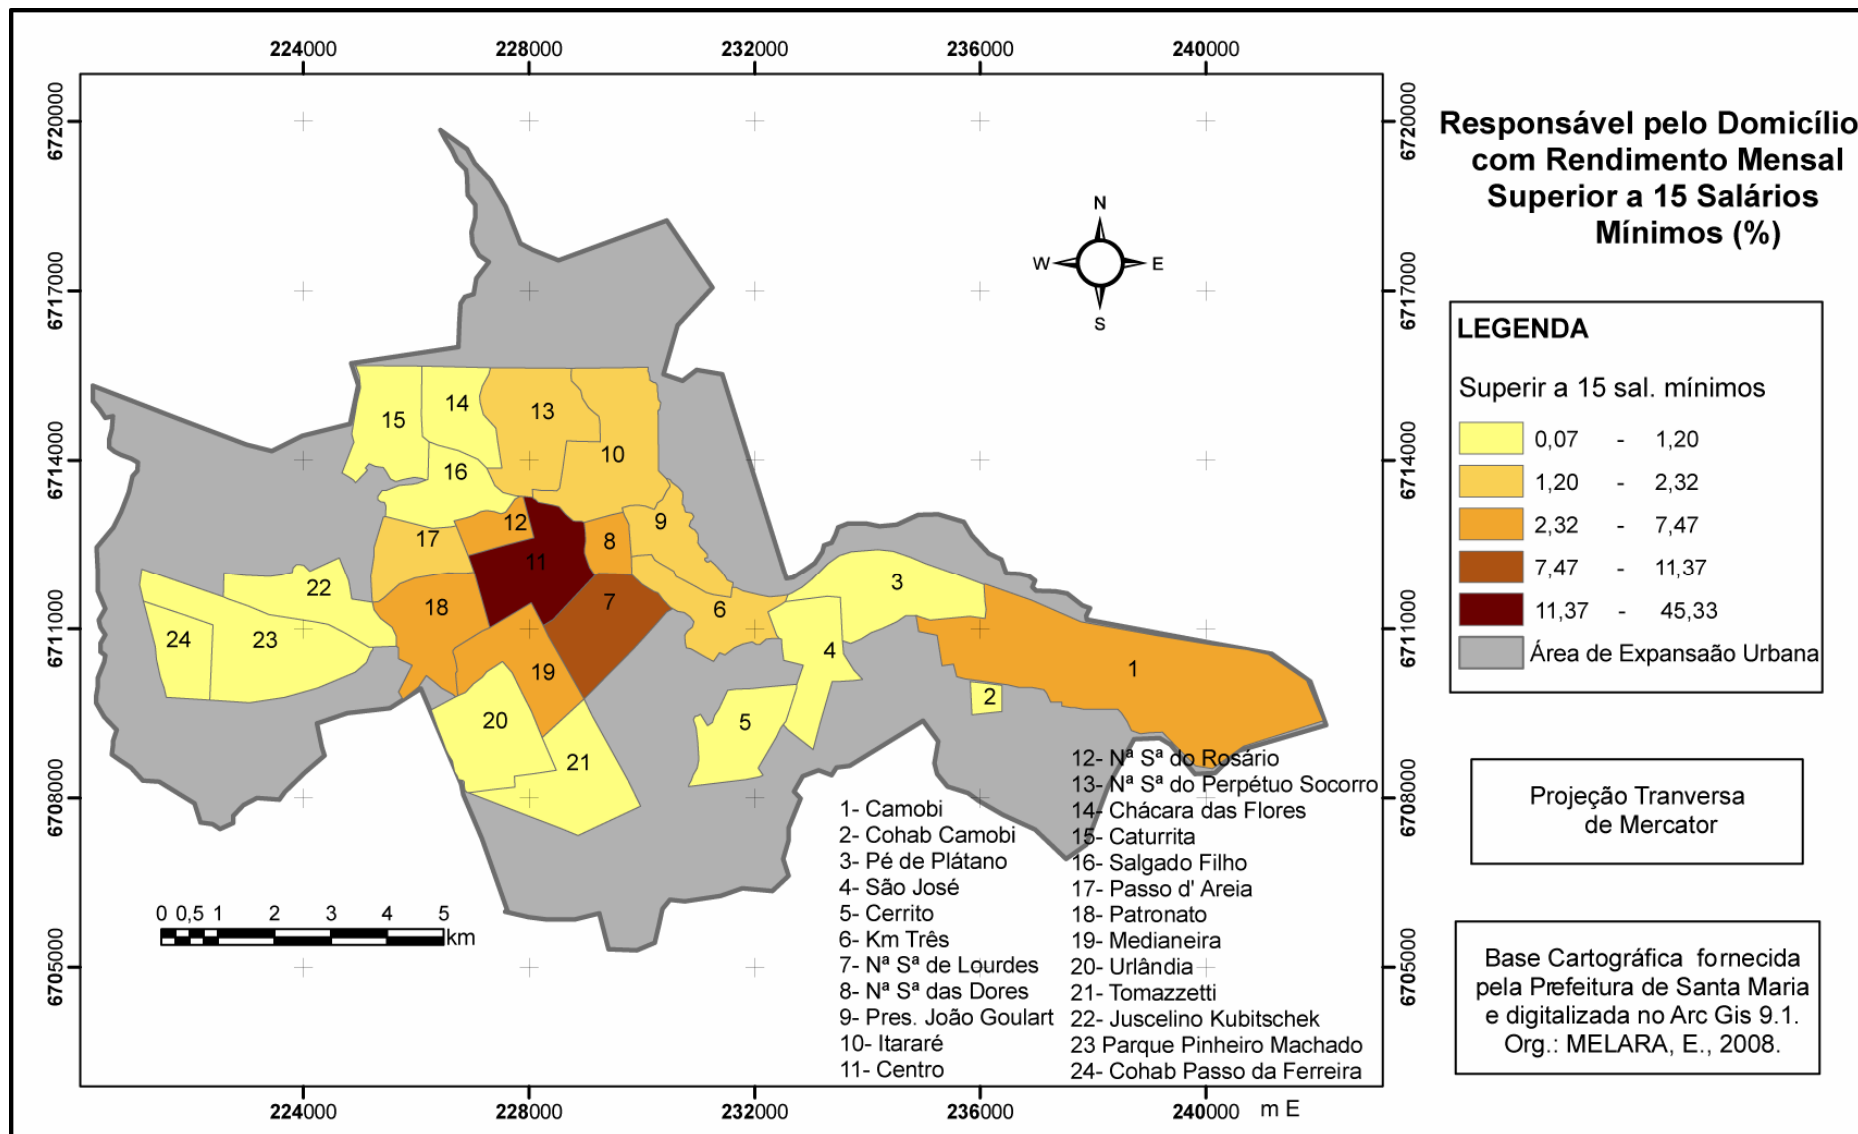 224000 228000 232000 236000 240000
6720000 6720000
6717000 6717000
6714000 6714000
6711000 6711000
6708000 6708000
6705000 6705000
N
W E
S
15
14
13
10
16
12
9
17
11
8
22
18
7
6
3
24
23
4
1
19
2
20
5
21
0 0,5 1 2 3 4 5
km
1- Camobi
2- Cohab Camobi
3- Pé de Plátano
4- São José
5- Cerrito
6- Km Três
7- Nª Sª de Lourdes
8- Nª Sª das Dores
9- Pres. João Goulart
10- Itararé
11- Centro
12- Nª Sª do Rosário
13- Nª Sª do Perpétuo Socorro
14- Chácara das Flores
15- Caturrita
16- Salgado Filho
17- Passo d' Areia
18- Patronato
19- Medianeira
20- Urlândia
21- Tomazzetti
22- Juscelino Kubitschek
23 Parque Pinheiro Machado
24- Cohab Passo da Ferreira
224000 228000 232000 236000 240000 m E
Responsável pelo Domicílio
com Rendimento Mensal
Superior a 15 Salários
Mínimos (%)
LEGENDA
Superir a 15 sal. mínimos
0,07 - 1,20
1,20 - 2,32
2,32 - 7,47
7,47 - 11,37
11,37 - 45,33
Área de Expansaão Urbana
Projeção Tranversa
de Mercator
Base Cartográfica fornecida
pela Prefeitura de Santa Maria
e digitalizada no Arc Gis 9.1.
Org.: MELARA, E., 2008.